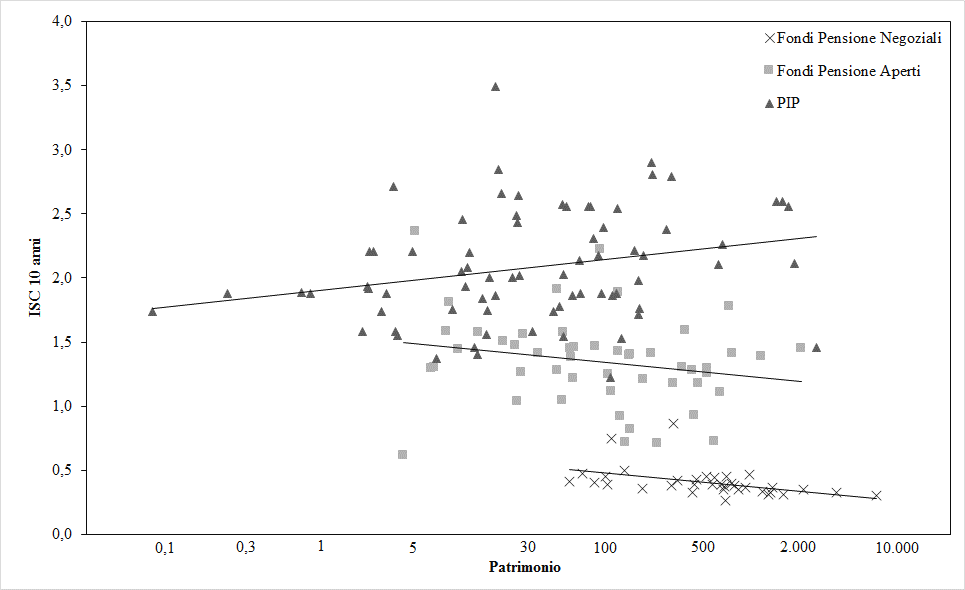 4,0
3,5
3,0
2,5
2,0
1,5
1,0
0,5
0,0
ISC 10 anni
Fondi Pensione Negoziali
Fondi Pensione Aperti
PIP
0,1 0,3 1 5 30 100 500 2.000 10.000
Patrimonio